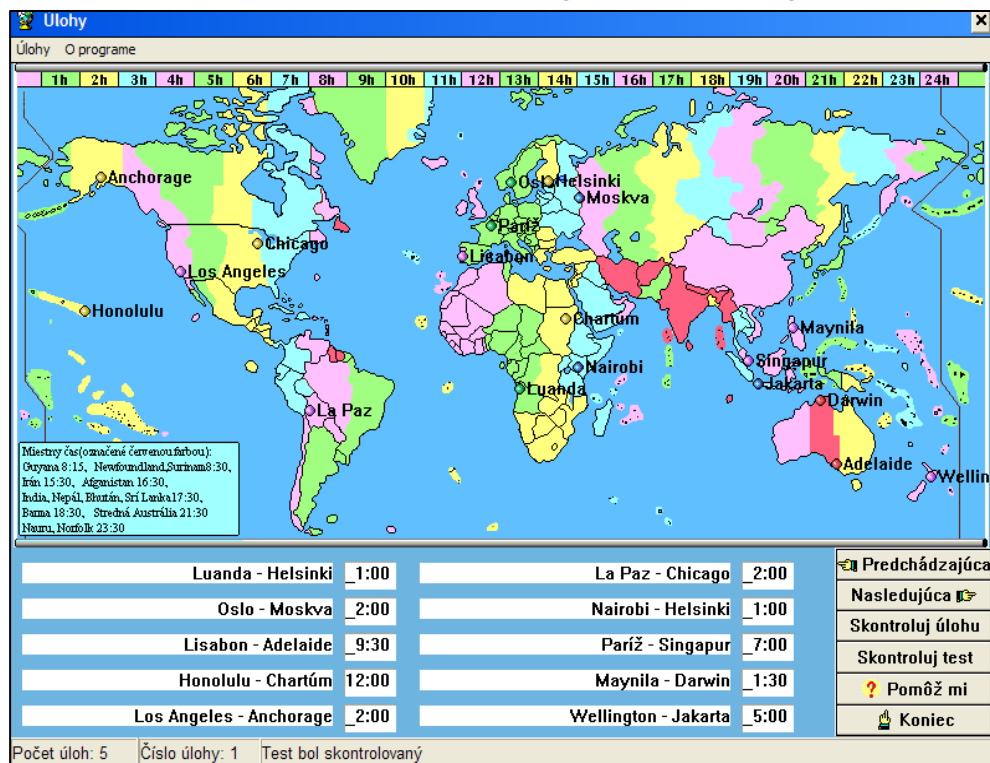 Ulohy
Úlohy O programe
1h 2h 3h 4h 5h 6h 7h 8h 9h 10h 11h 12h 13h 14h 15h 16h 17h 18h 19h 20h 21h 22h 23h 24h
Anchorage
Oslo
Helsinki
Moskva
Paríž
Chicago
Lisabon
Los Angeles
Honolulu
Chartúm
Maynila
Singapur
Nairobi
Jakarta
Luanda
Darwin
La Paz
Adelaide
Wellin
Miestny čas(označené červenou farbou):
Guyana 8:15, Newfoundland,Surinam8:30,
Irán 15:30, Afganistan 16:30,
India, Nepál, Bhután, Srí Lanka17:30,
Barma 18:30, Stredná Austrália 21:30
Nauru, Norfolk 23:30
Luanda - Helsinki _1:00
La Paz - Chicago _2:00
Oslo - Moskva _2:00
Nairobi - Helsinki _1:00
Lisabon - Adelaide _9:30
Paríž - Singapur _7:00
Honolulu - Chartúm 12:00
Maynila - Darwin _1:30
Los Angeles - Anchorage _2:00
Wellington - Jakarta _5:00
Predchádzajúca
Nasledujúca
Skontroluj úlohu
Skontroluj test
? Pomôž mi
Koniec
Počet úloh: 5 Číslo úlohy: 1 Test bol skontrolovaný